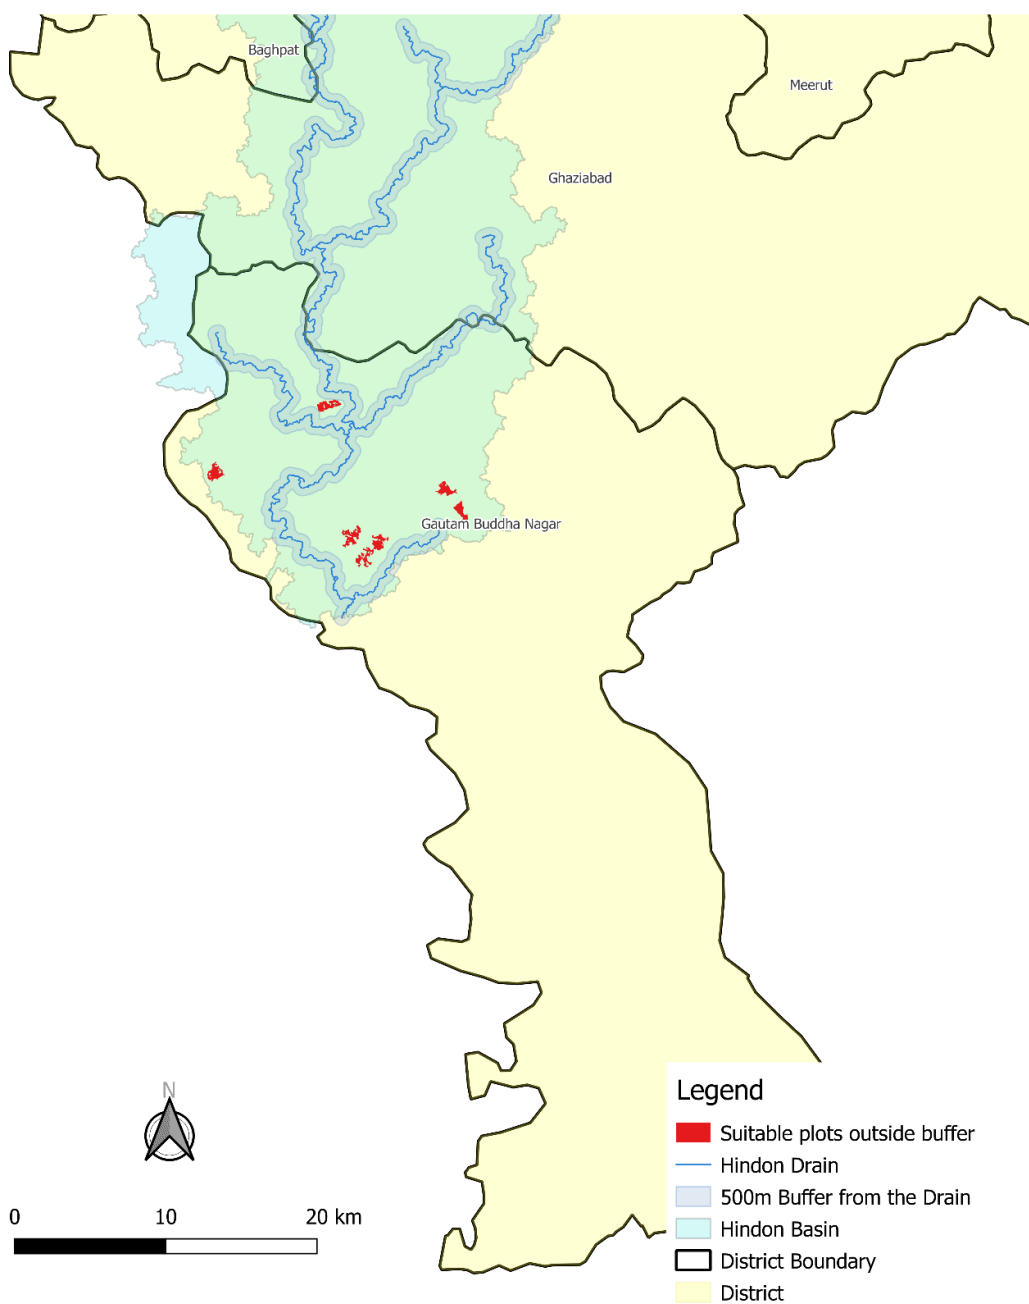 Baghpat
Meerut
Ghaziabad
Gautam Buddha Nagar
N
0 10 20 km
Legend
Suitable plots outside buffer
Hindon Drain
500m Buffer from the Drain
Hindon Basin
District Boundary
District